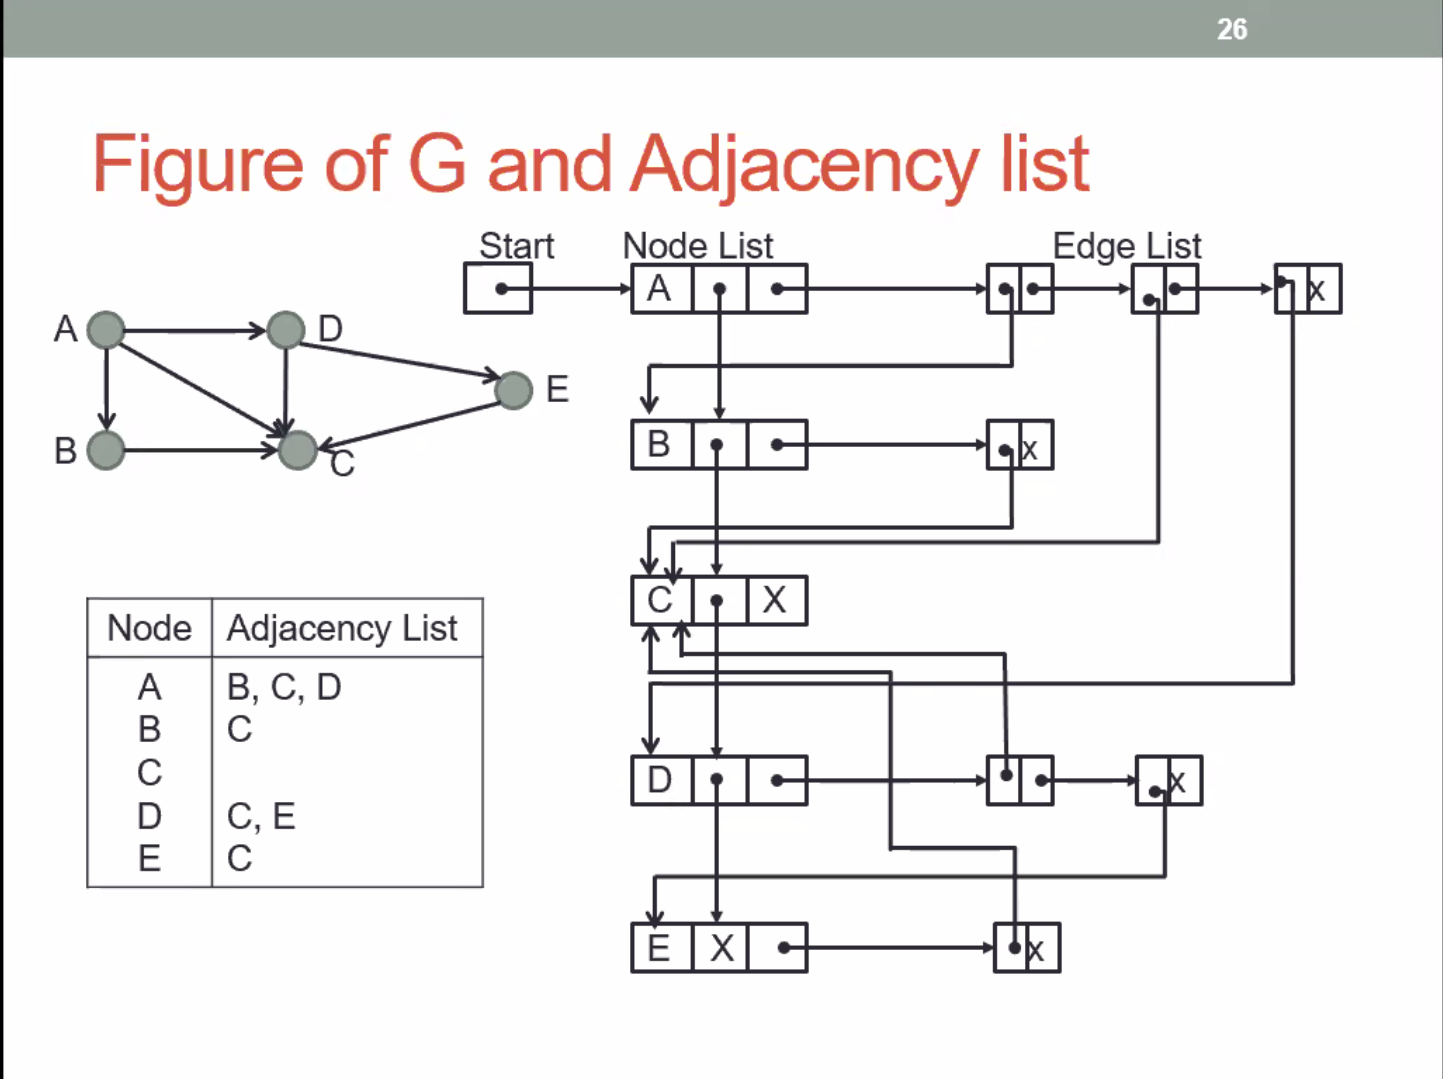 26
Figure of G and Adjacency list
Start Node List Edge List
A x
A D
E
B C
B x
C X
Node Adjacency List
A B, C, D
B C
C
D C, E
E C
D x
E X x